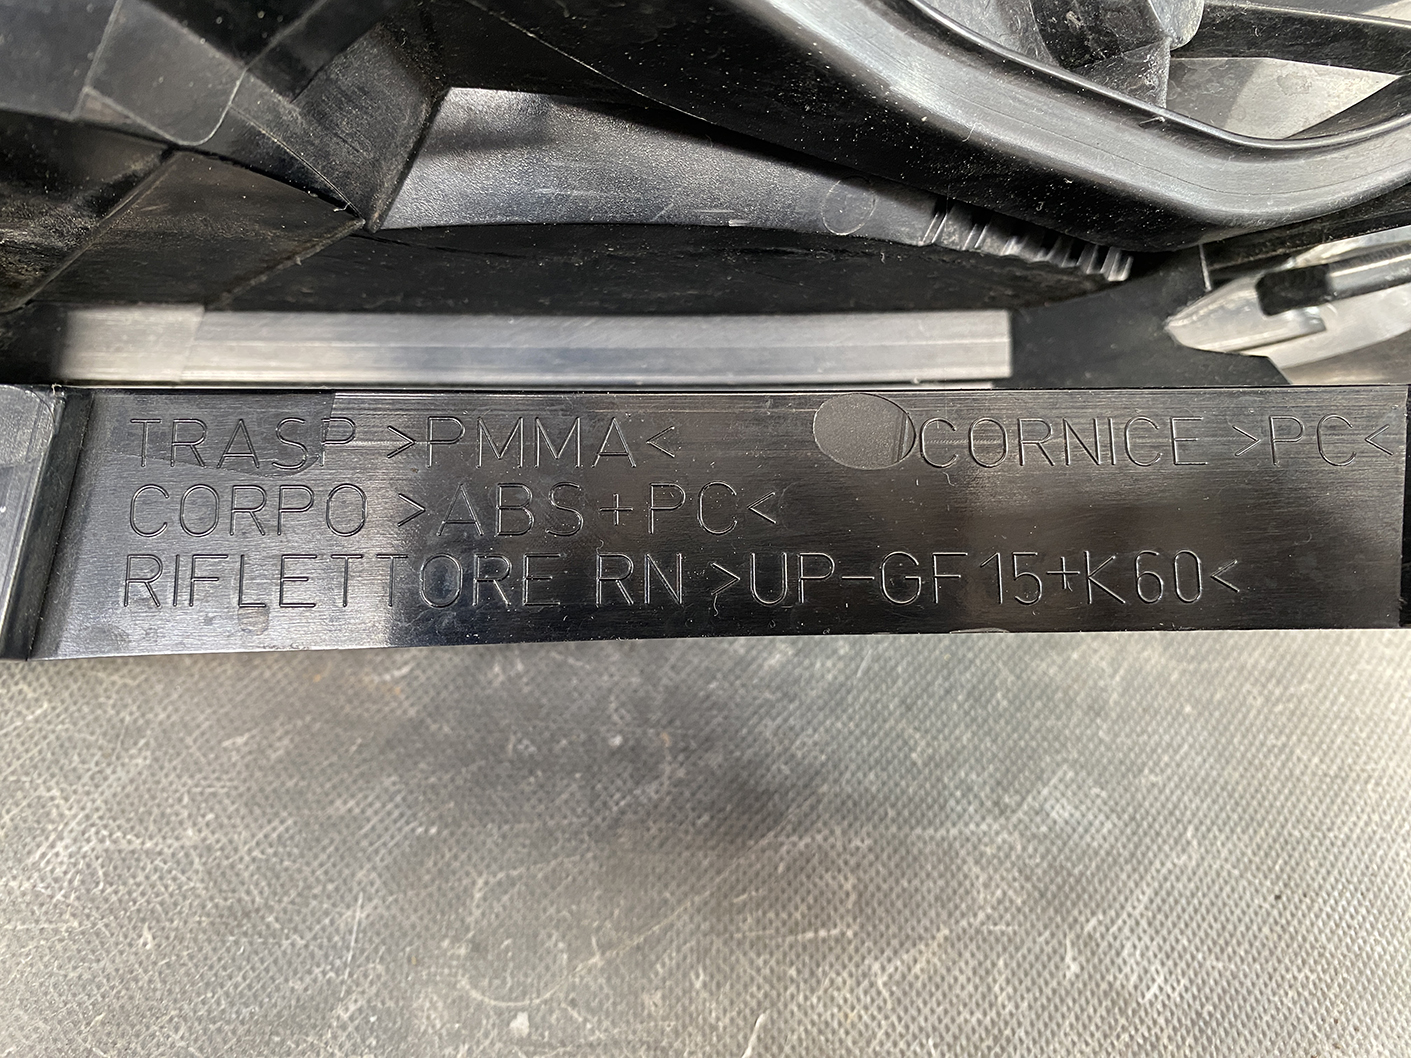 TRASP >PMMA< CORNICE >PC<
CORPO >ABS+PC<
RIFLETTORE RN >UP-GF15+K60<